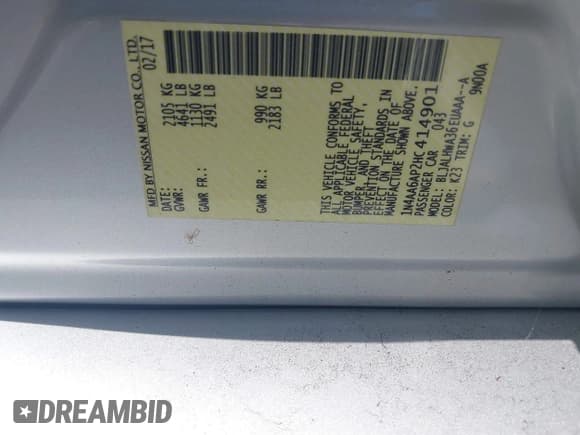 MFD BY NISSAN MOTOR CO., LTD.
02/17
GVWR:
2105 KG
4641 LB
GAWR FR:
1130 KG
2491 LB
GAWR RR:
990 KG
2183 LB
THIS VEHICLE CONFORMS TO
ALL APPLICABLE FEDERAL
MOTOR VEHICLE SAFETY,
BUMPER, AND THEFT
PREVENTION STANDARDS IN
EFFECT ON THE DATE OF
MANUFACTURE SHOWN ABOVE.
1N4AA6AP2HC414901
PASSENGER CAR 043
MODEL: BLJALHWA36EUAAA--A
COLOR: K23 TRIM: G 9N00A
DREAMBID